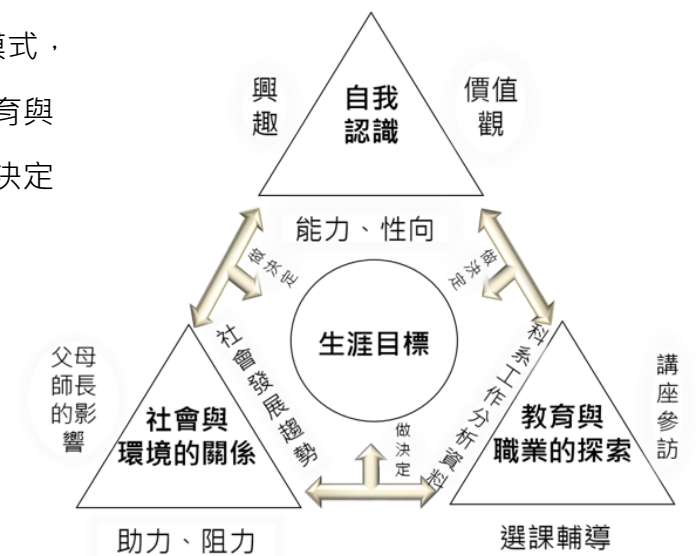 模式，
育與
決定
興
趣
自我
認識
價值
觀
能力、性向
做決定
做決定
生涯目標
父母
師長
的影
響
社會與
環境的關係
社會發展趨勢
做
決
定
科系工作分析資料
教育與
職業的探索
講
座
參
訪
助力、阻力
選課輔導